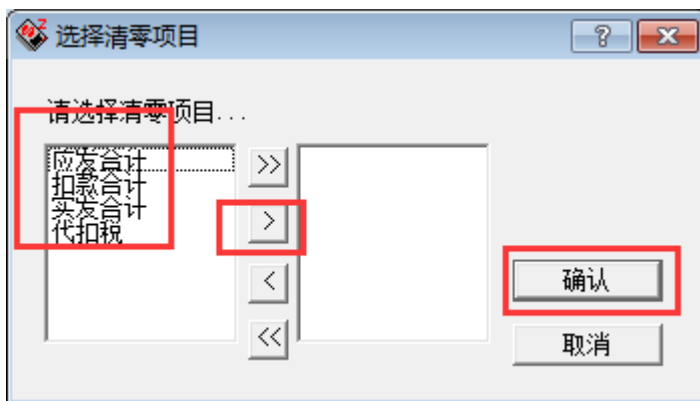 选择清零项目
请选择清零项目...
应发合计
扣款合计
实发合计
代扣税
>>
>
<
<<
确认
取消